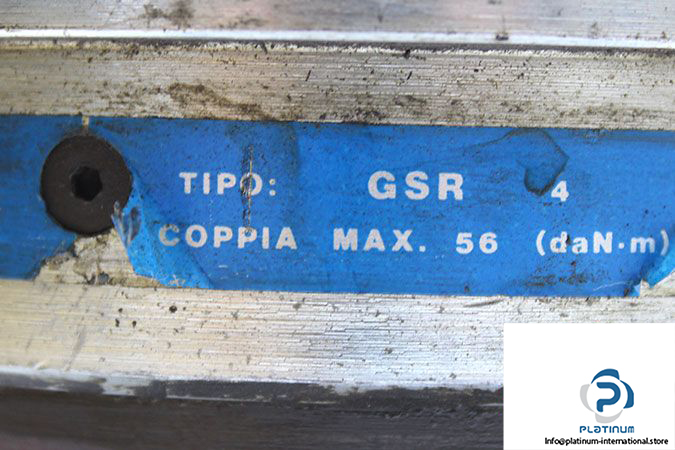 TIPO: GSR 4
COPPIA MAX. 56 (daN·m)
PLATINUM
Info@platinum-international.store